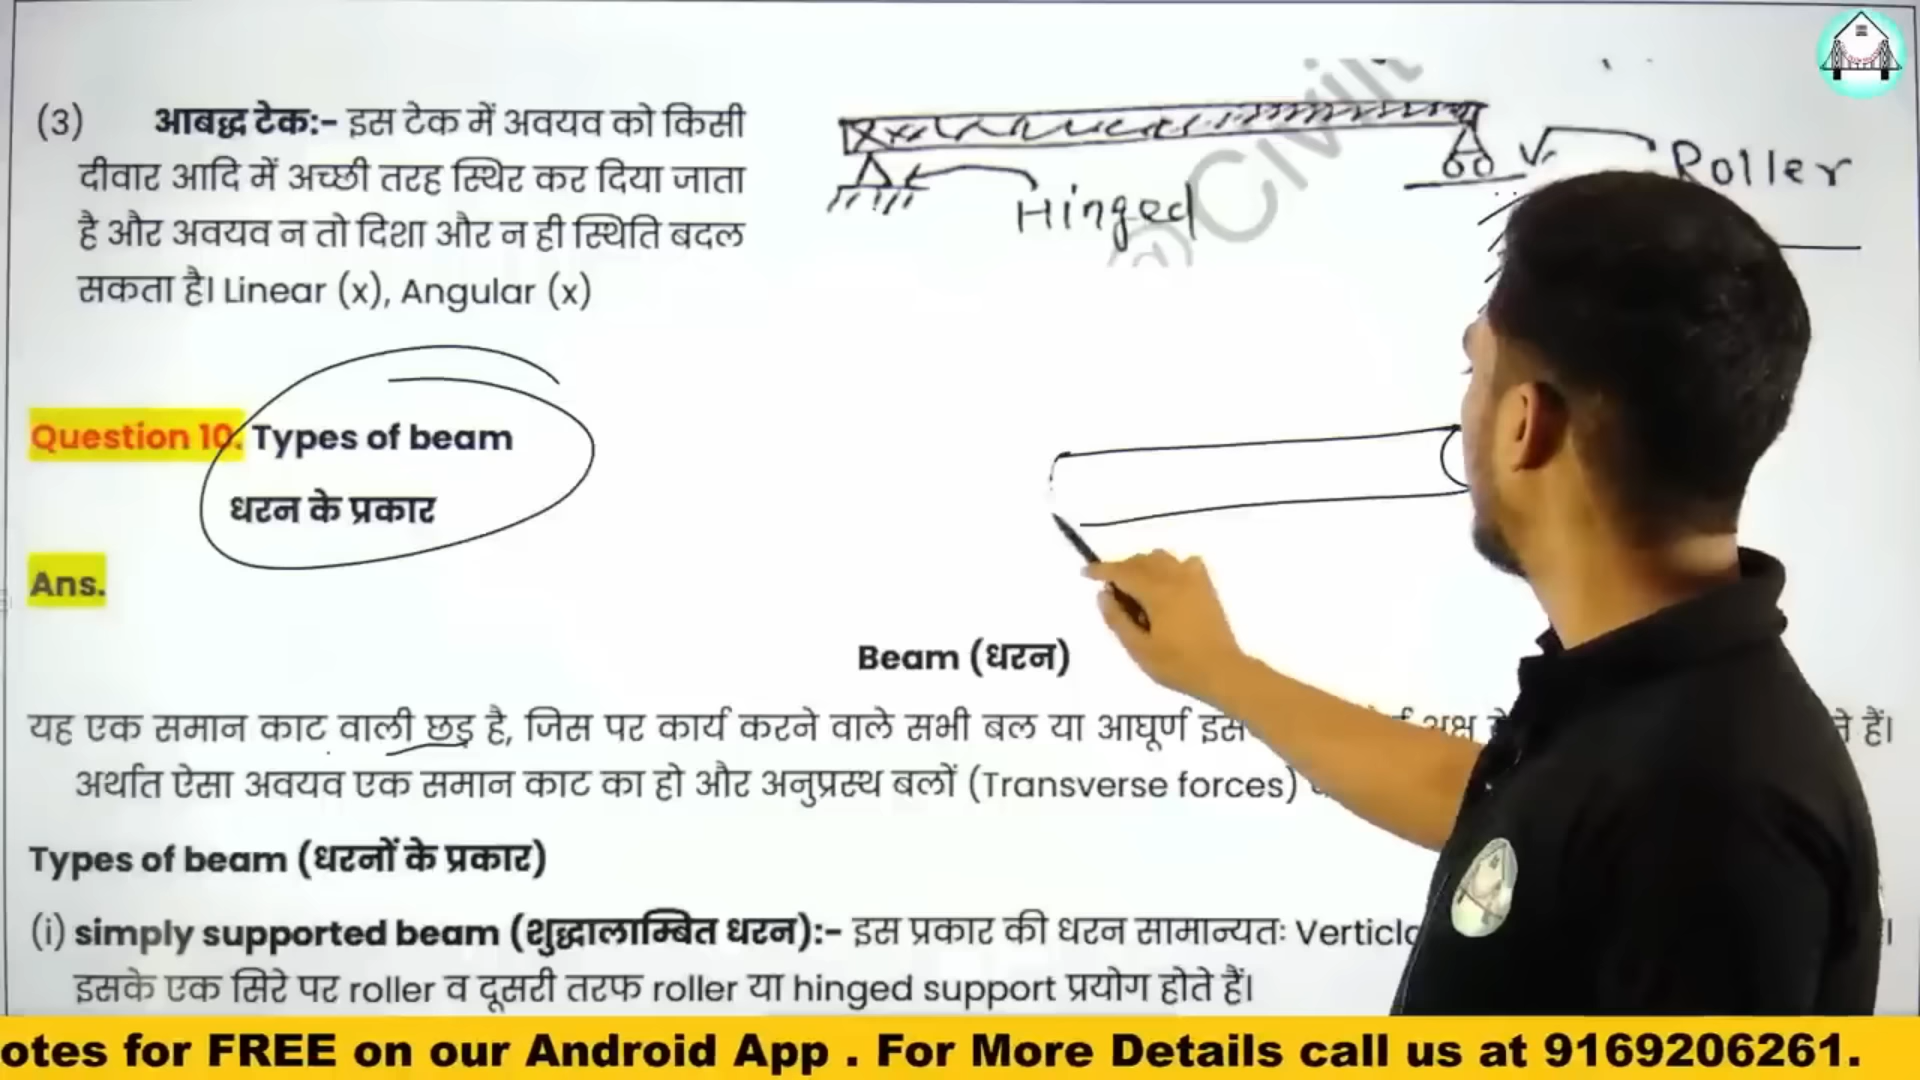 (3) आबद्ध टेक:- इस टेक में अवयव को किसी
दीवार आदि में अच्छी तरह स्थिर कर दिया जाता
है और अवयव न तो दिशा और न ही स्थिति बदल
सकता है। Linear (x), Angular (x)
Hinged
Roller
@Civil
Question 10. Types of beam
धरन के प्रकार
Ans.
Beam (धरन)
यह एक समान काट वाली छड़ है, जिस पर कार्य करने वाले सभी बल या आघूर्ण इस अक्ष हैं।
अर्थात ऐसा अवयव एक समान काट का हो और अनुप्रस्थ बलों (Transverse forces)
Types of beam (धरनों के प्रकार)
(i) simply supported beam (शुद्धालाम्बित धरन):- इस प्रकार की धरन सामान्यतः
इसके एक सिरे पर roller व दूसरी तरफ roller या hinged support प्रयोग होते हैं।
otes for FREE on our Android App . For More Details call us at 9169206261.